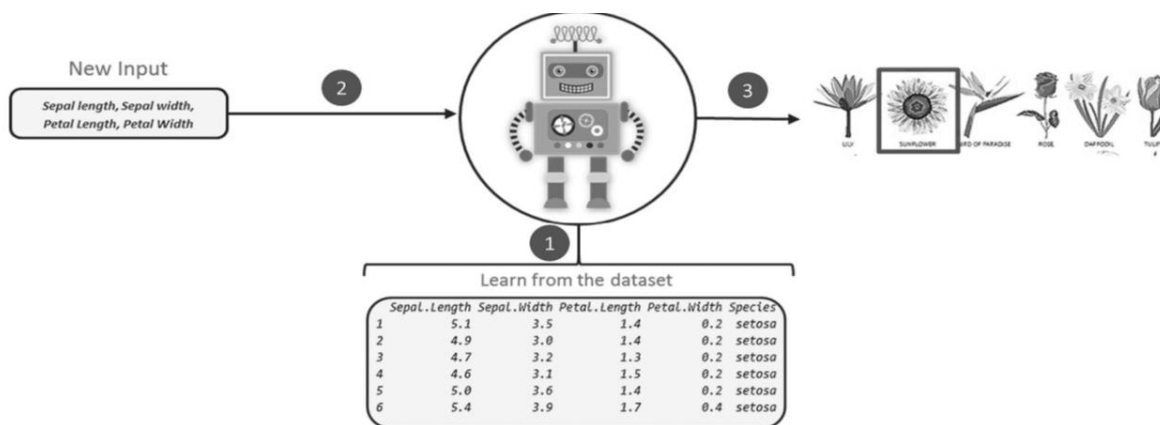 New Input
Sepal length, Sepal width,
Petal Length, Petal Width
2
3
LILY
SUNFLOWER
IRD OF PARADISE
ROSE
DAFFODIL
TULIP
1
Learn from the dataset
Sepal.Length Sepal.Width Petal.Length Petal.Width Species
1 5.1 3.5 1.4 0.2 setosa
2 4.9 3.0 1.4 0.2 setosa
3 4.7 3.2 1.3 0.2 setosa
4 4.6 3.1 1.5 0.2 setosa
5 5.0 3.6 1.4 0.2 setosa
6 5.4 3.9 1.7 0.4 setosa